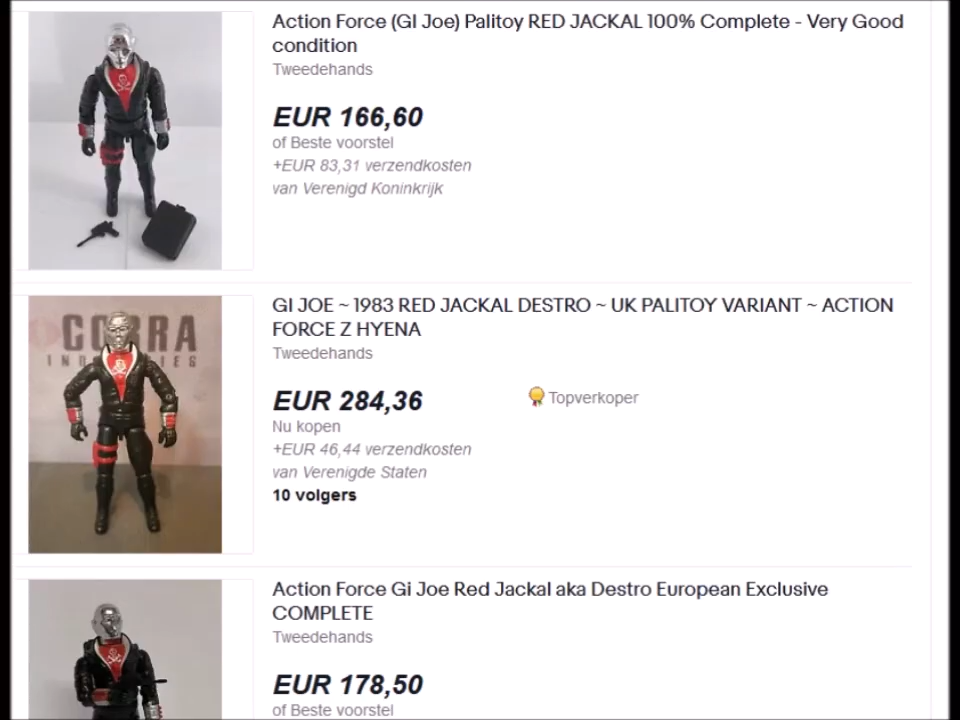 Action Force (GI Joe) Palitoy RED JACKAL 100% Complete - Very Good
condition
Tweedehands
EUR 166,60
of Beste voorstel
+EUR 83,31 verzendkosten
van Verenigd Koninkrijk
COBRA
INDUSTRIES
GI JOE ~ 1983 RED JACKAL DESTRO ~ UK PALITOY VARIANT ~ ACTION
FORCE Z HYENA
Tweedehands
EUR 284,36
Topverkoper
Nu kopen
+EUR 46,44 verzendkosten
van Verenigde Staten
10 volgers
Action Force Gi Joe Red Jackal aka Destro European Exclusive
COMPLETE
Tweedehands
EUR 178,50
of Beste voorstel